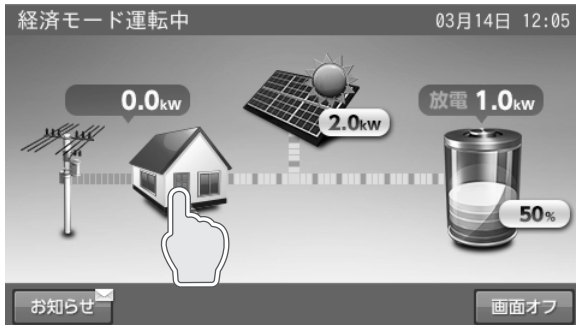 経済モード運転中
03月14日 12:05
0.0kw
2.0kw
放電 1.0kw
50%
お知らせ
画面オフ